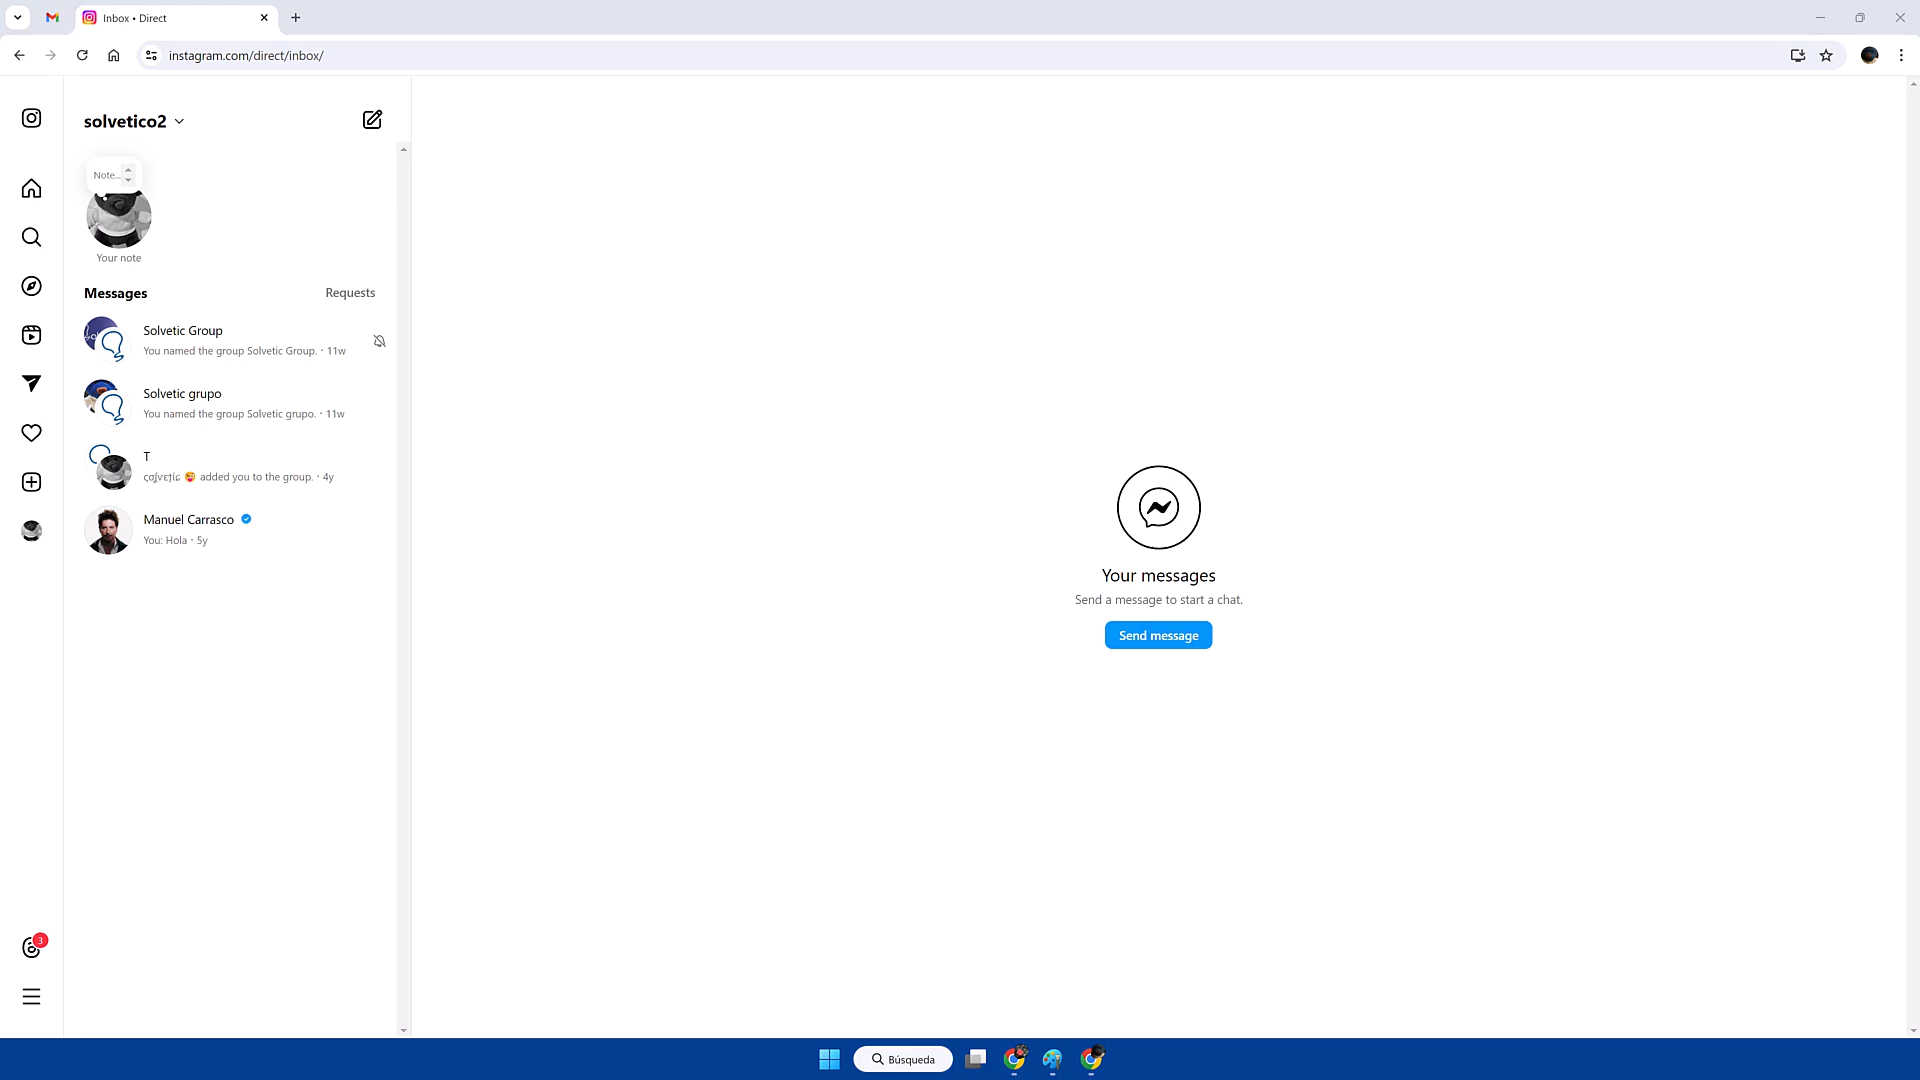 Inbox • Direct
instagram.com/direct/inbox/
solvetico2
Note...
Your note
Messages
Requests
Solvetic Group
You named the group Solvetic Group. · 11w
Solvetic grupo
You named the group Solvetic grupo. · 11w
T
added you to the group. · 4y
Manuel Carrasco
You: Hola · 5y
Your messages
Send a message to start a chat.
Send message
3
Búsqueda